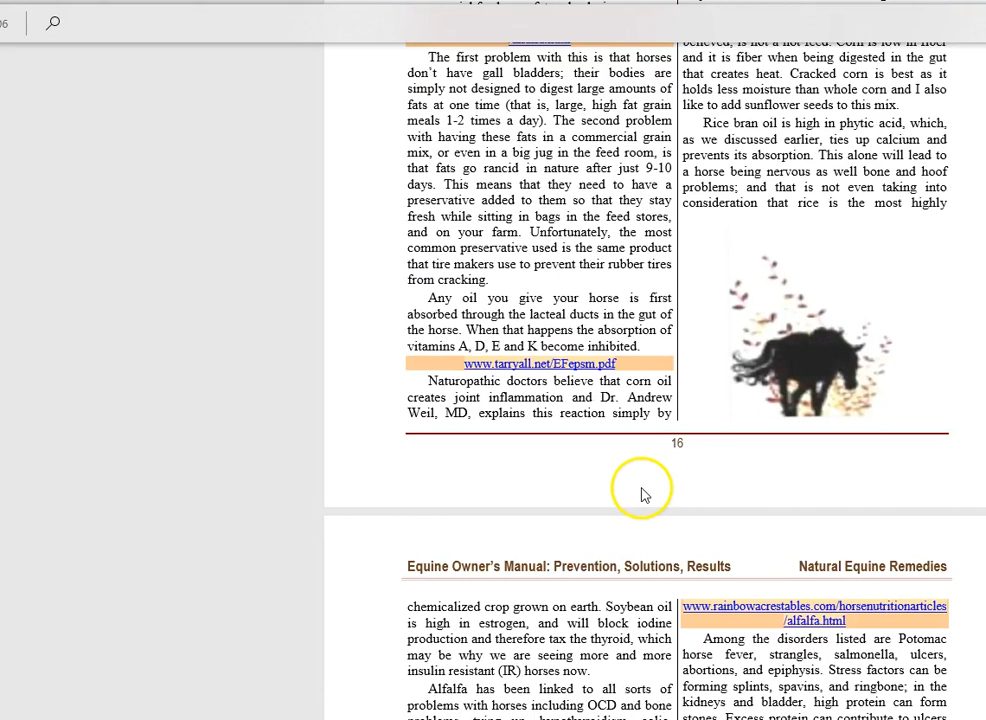 06
The first problem with this is that horses
don't have gall bladders; their bodies are
simply not designed to digest large amounts of
fats at one time (that is, large, high fat grain
meals 1-2 times a day). The second problem
with having these fats in a commercial grain
mix, or even in a big jug in the feed room, is
that fats go rancid in nature after just 9-10
days. This means that they need to have a
preservative added to them so that they stay
fresh while sitting in bags in the feed stores,
and on your farm. Unfortunately, the most
common preservative used is the same product
that tire makers use to prevent their rubber tires
from cracking.
Any oil you give your horse is first
absorbed through the lacteal ducts in the gut of
the horse. When that happens the absorption of
vitamins A, D, E and K become inhibited.
www.tarryall.net/EFepsm.pdf
Naturopathic doctors believe that corn oil
creates joint inflammation and Dr. Andrew
Weil, MD, explains this reaction simply by
believed, is not a hot feed. Corn is low in fiber
and it is fiber when being digested in the gut
that creates heat. Cracked corn is best as it
holds less moisture than whole corn and I also
like to add sunflower seeds to this mix.
Rice bran oil is high in phytic acid, which,
as we discussed earlier, ties up calcium and
prevents its absorption. This alone will lead to
a horse being nervous as well bone and hoof
problems; and that is not even taking into
consideration that rice is the most highly
16
Equine Owner's Manual: Prevention, Solutions, Results Natural Equine Remedies
chemicalized crop grown on earth. Soybean oil
is high in estrogen, and will block iodine
production and therefore tax the thyroid, which
may be why we are seeing more and more
insulin resistant (IR) horses now.
Alfalfa has been linked to all sorts of
problems with horses including OCD and bone
www.rainbowacrestables.com/horsenutritionarticles
/alfalfa.html
Among the disorders listed are Potomac
horse fever, strangles, salmonella, ulcers,
abortions, and epiphysis. Stress factors can be
forming splints, spavins, and ringbone; in the
kidneys and bladder, high protein can form
stones. Excess protein can contribute to ulcers